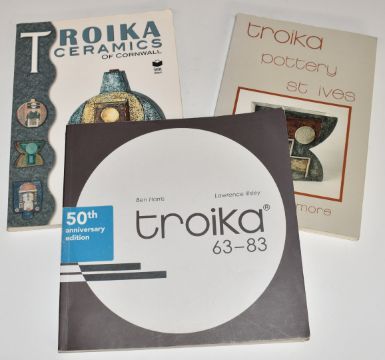 TROIKA
CERAMICS
OF CORNWALL
troika
pottery
st ives
more
Ben Harris
Lawrence Illsley
50th
anniversary
edition
troika®
63–83